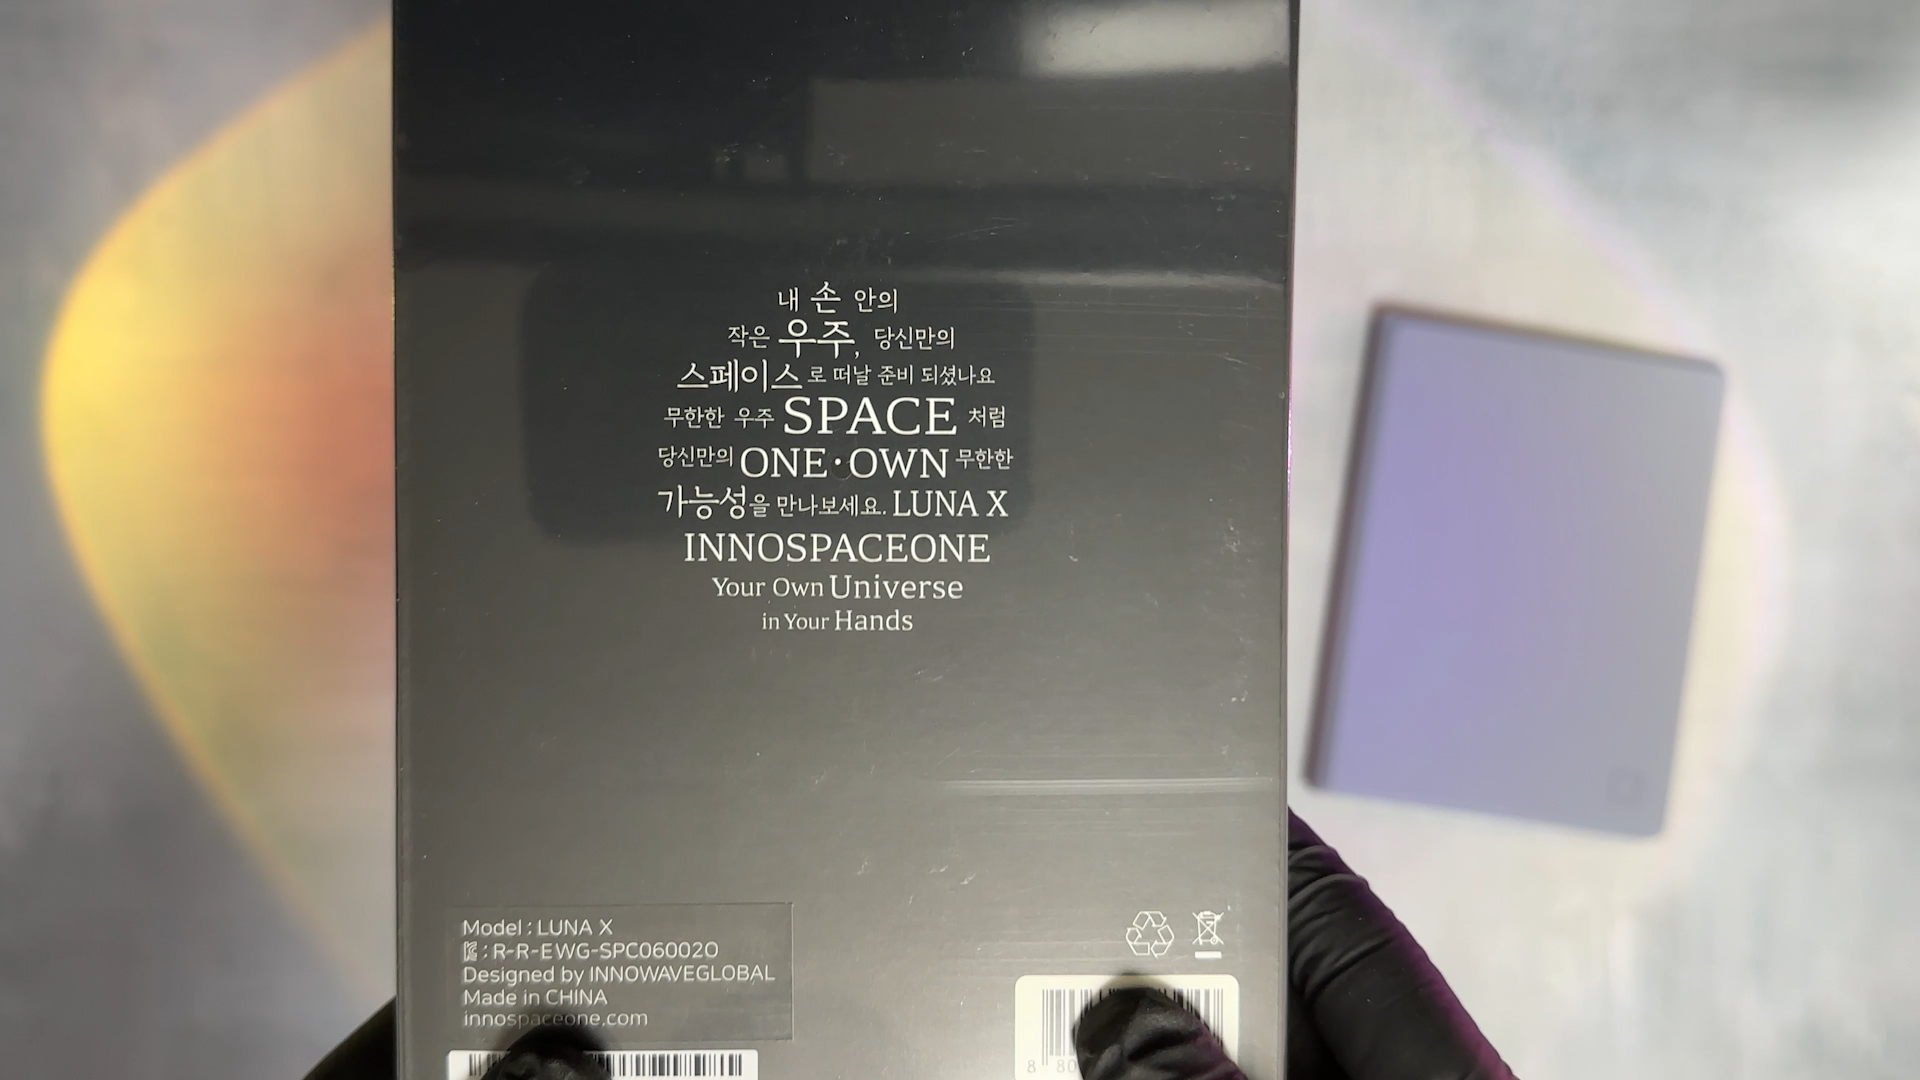 내 손 안의
작은 우주, 당신만의
스페이스로 떠날 준비 되셨나요
무한한 우주 SPACE 처럼
당신만의 ONE·OWN 무한한
가능성을 만나보세요. LUNA X
INNOSPACEONE
Your Own Universe
in Your Hands
Model : LUNA X
: R-R-EWG-SPC06002O
Designed by INNOWAVEGLOBAL
Made in CHINA
innospaceone.com
8 80